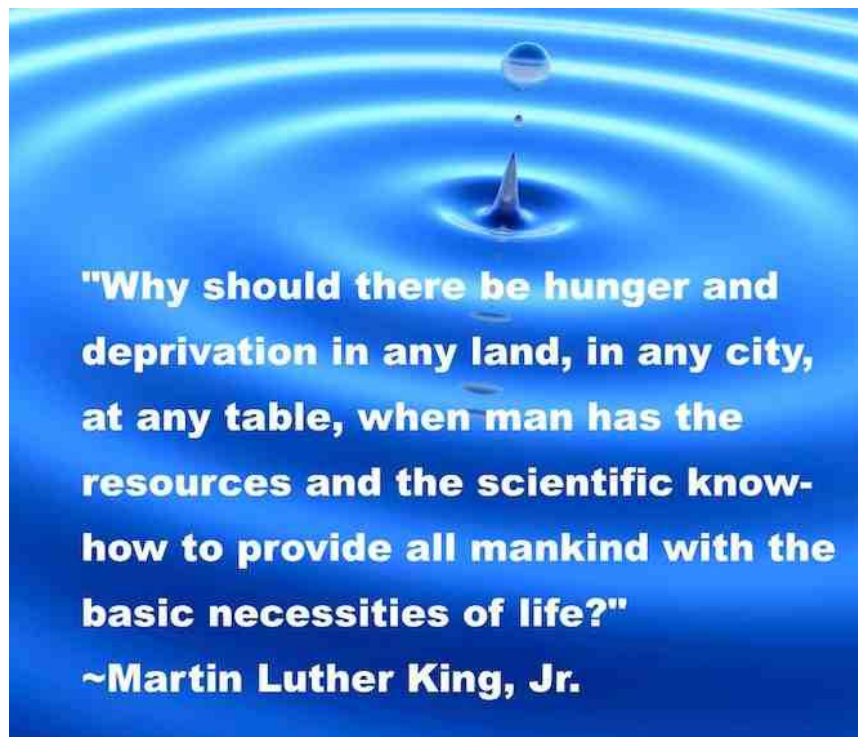 "Why should there be hunger and
deprivation in any land, in any city,
at any table, when man has the
resources and the scientific know-
how to provide all mankind with the
basic necessities of life?"
~Martin Luther King, Jr.